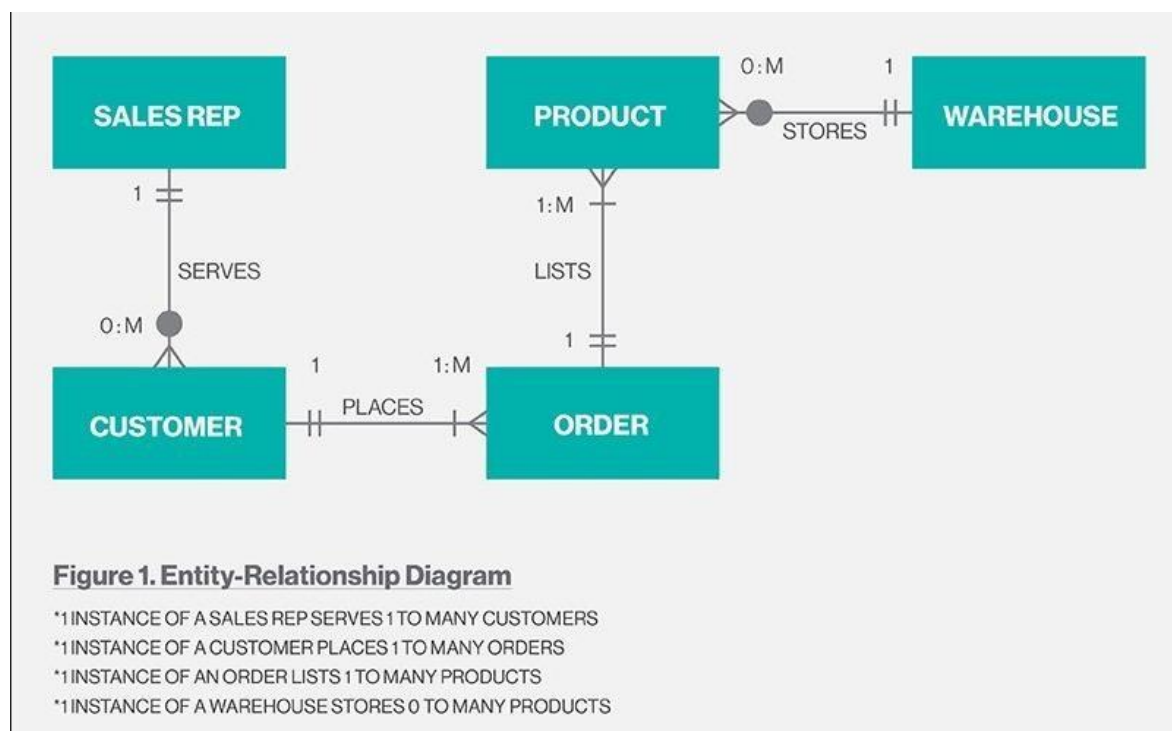 0:M 1
SALES REP PRODUCT WAREHOUSE
STORES
1 1:M
SERVES LISTS
0:M 1
1 1:M
PLACES
CUSTOMER ORDER
Figure 1. Entity-Relationship Diagram
*1 INSTANCE OF A SALES REP SERVES 1 TO MANY CUSTOMERS
*1 INSTANCE OF A CUSTOMER PLACES 1 TO MANY ORDERS
*1 INSTANCE OF AN ORDER LISTS 1 TO MANY PRODUCTS
*1 INSTANCE OF A WAREHOUSE STORES 0 TO MANY PRODUCTS